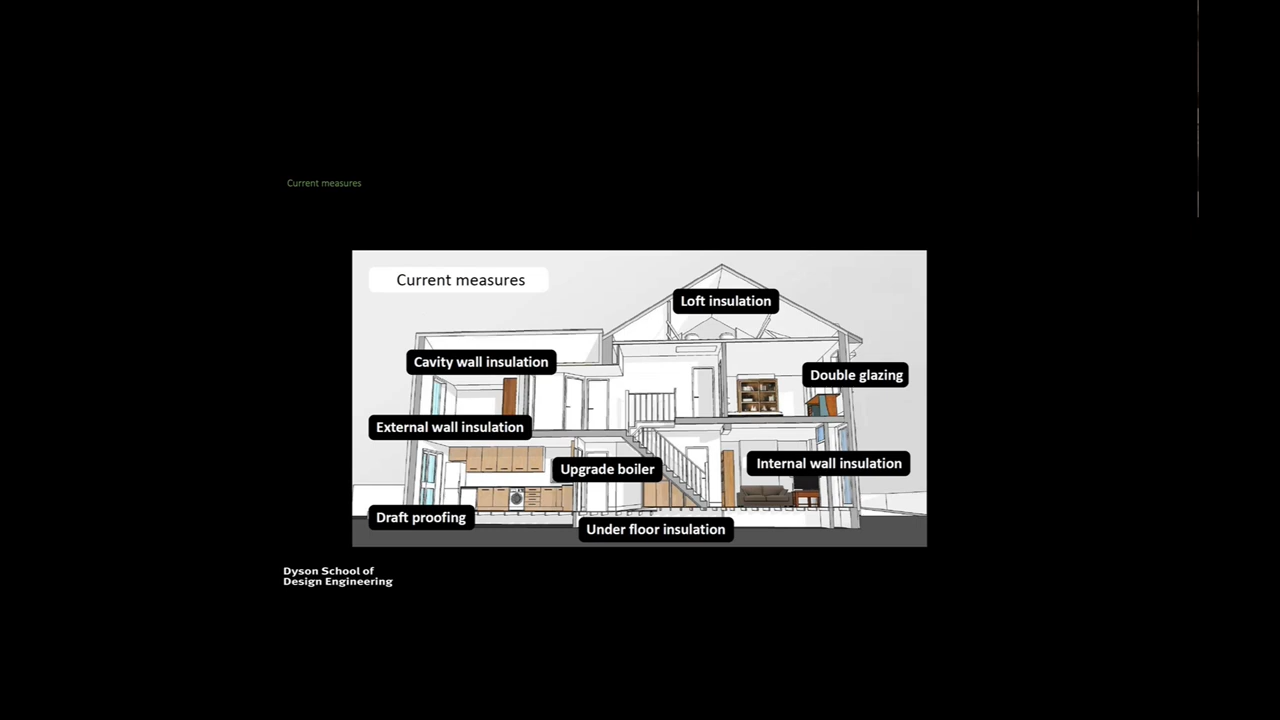 Current measures
Current measures
Loft insulation
Cavity wall insulation
Double glazing
External wall insulation
Internal wall insulation
Upgrade boiler
Draft proofing
Under floor insulation
Dyson School of
Design Engineering